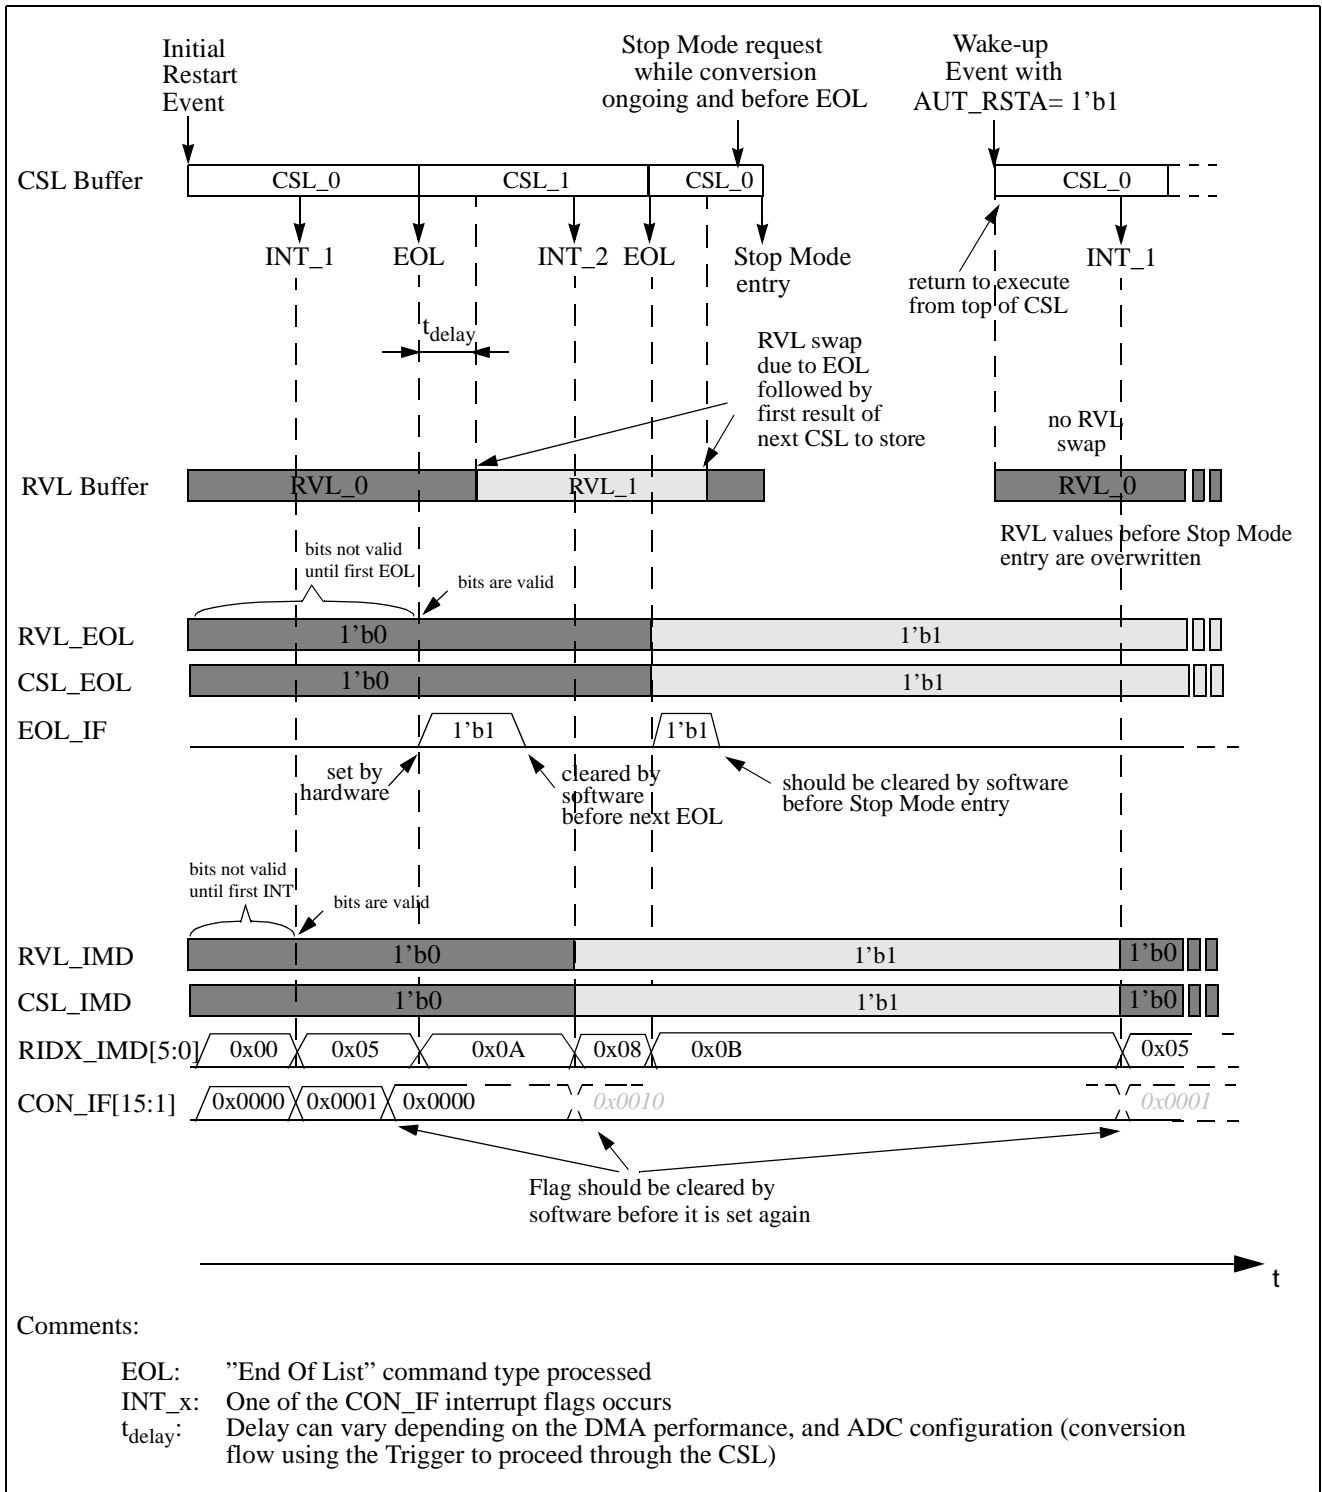 Initial
Restart
Event
Stop Mode request
while conversion
ongoing and before EOL
Wake-up
Event with
AUT_RSTA= 1’b1
CSL Buffer
CSL_0
CSL_1
CSL_0
CSL_0
INT_1
EOL
INT_2
EOL
Stop Mode
entry
INT_1
return to execute
from top of CSL
tdelay
RVL swap
due to EOL
followed by
first result of
next CSL to store
no RVL
swap
RVL Buffer
RVL_0
RVL_1
RVL_0
RVL values before Stop Mode
entry are overwritten
bits not valid
until first EOL
bits are valid
RVL_EOL
1’b0
1’b1
CSL_EOL
1’b0
1’b1
EOL_IF
1’b1
1’b1
set by
hardware
cleared by
software
before next EOL
should be cleared by software
before Stop Mode entry
bits not valid
until first INT
bits are valid
RVL_IMD
1’b0
1’b1
1’b0
CSL_IMD
1’b0
1’b1
1’b0
RIDX_IMD[5:0]
0x00
0x05
0x0A
0x08
0x0B
0x05
CON_IF[15:1]
0x0000
0x0001
0x0000
0x0010
0x0001
Flag should be cleared by
software before it is set again
t
Comments:
EOL: ”End Of List” command type processed
INT_x: One of the CON_IF interrupt flags occurs
tdelay: Delay can vary depending on the DMA performance, and ADC configuration (conversion
flow using the Trigger to proceed through the CSL)